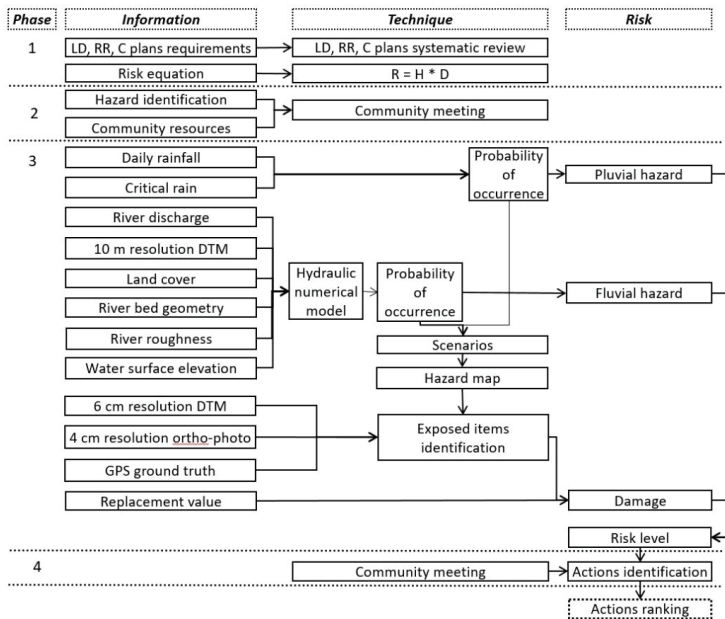 Phase
Information
Technique
Risk
1
LD, RR, C plans requirements
LD, RR, C plans systematic review
Risk equation
R = H * D
2
Hazard identification
Community resources
Community meeting
3
Daily rainfall
Critical rain
Probability
of
occurrence
Pluvial hazard
River discharge
10 m resolution DTM
Land cover
River bed geometry
River roughness
Water surface elevation
Hydraulic
numerical
model
Probability
of
occurrence
Fluvial hazard
Scenarios
Hazard map
6 cm resolution DTM
4 cm resolution ortho-photo
GPS ground truth
Exposed items
identification
Replacement value
Damage
Risk level
4
Community meeting
Actions identification
Actions ranking